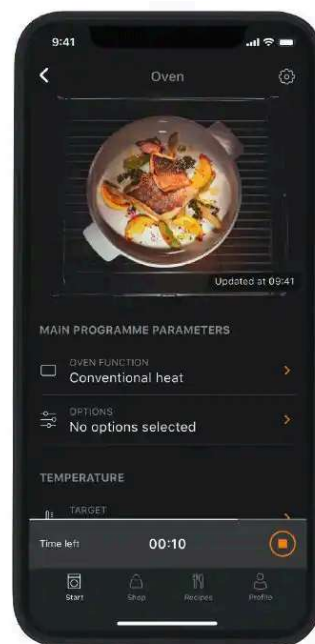 9:41
Oven
Updated at 09:41
MAIN PROGRAMME PARAMETERS
OVEN FUNCTION
Conventional heat
OPTIONS
No options selected
TEMPERATURE
TARGET
Time left 00:10
Start Shop Recipes Profile